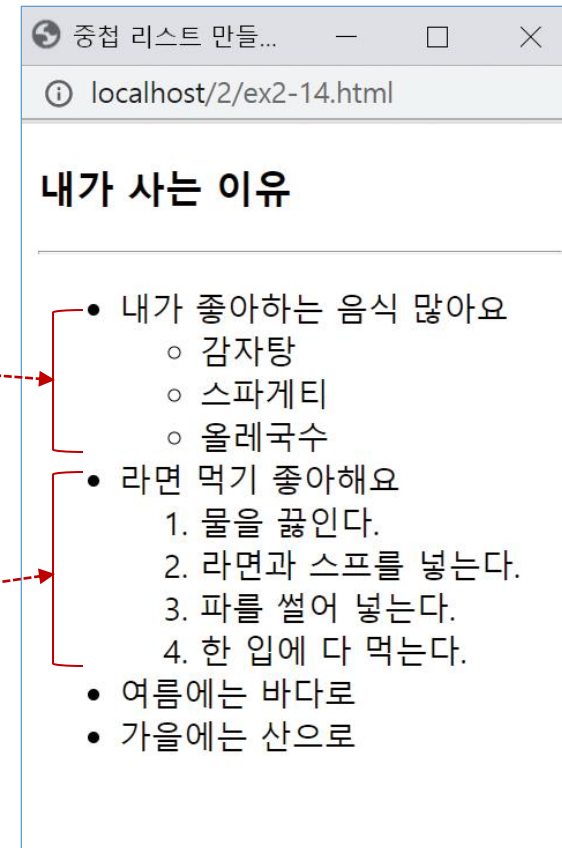 중첩 리스트 만들...
localhost/2/ex2-14.html
내가 사는 이유
• 내가 좋아하는 음식 많아요
○ 감자탕
○ 스파게티
○ 올레국수
• 라면 먹기 좋아해요
1. 물을 끓인다.
2. 라면과 스프를 넣는다.
3. 파를 썰어 넣는다.
4. 한 입에 다 먹는다.
• 여름에는 바다로
• 가을에는 산으로